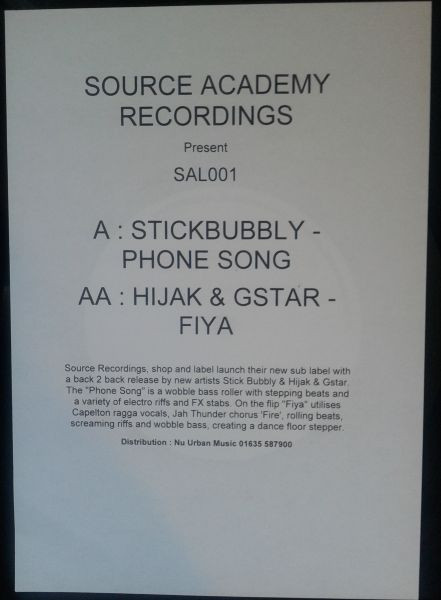 SOURCE ACADEMY
RECORDINGS
Present
SAL001
A : STICKBUBBLY -
PHONE SONG
AA : HIJAK & GSTAR -
FIYA
Source Recordings, shop and label launch their new sub label with
a back 2 back release by new artists Stick Bubbly & Hijak & Gstar.
The "Phone Song" is a wobble bass roller with stepping beats and
a variety of electro riffs and FX stabs. On the flip "Fiya" utilises
Capelton ragga vocals, Jah Thunder chorus 'Fire', rolling beats,
screaming riffs and wobble bass, creating a dance floor stepper.
Distribution : Nu Urban Music 01635 587900